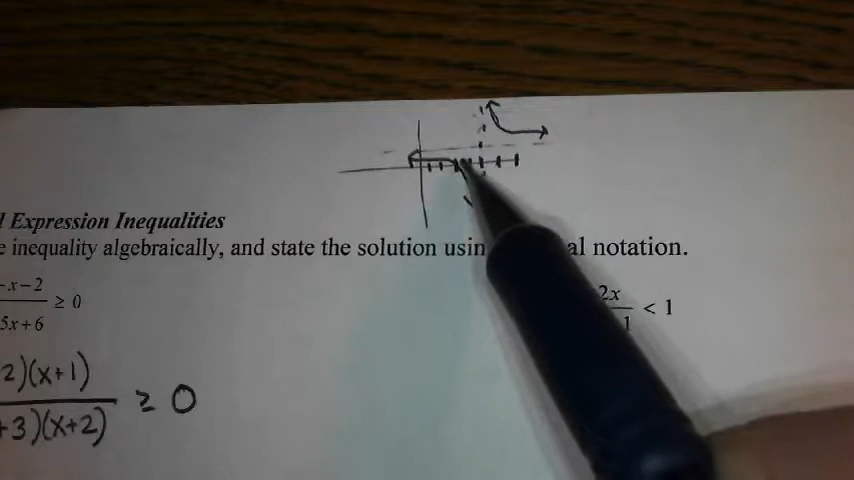 l Expression Inequalities
e inequality algebraically, and state the solution usin al notation.
-x-2
5x+6
≥ 0
2x
1
< 1
2)(x+1)
+3)(x+2)
≥ 0